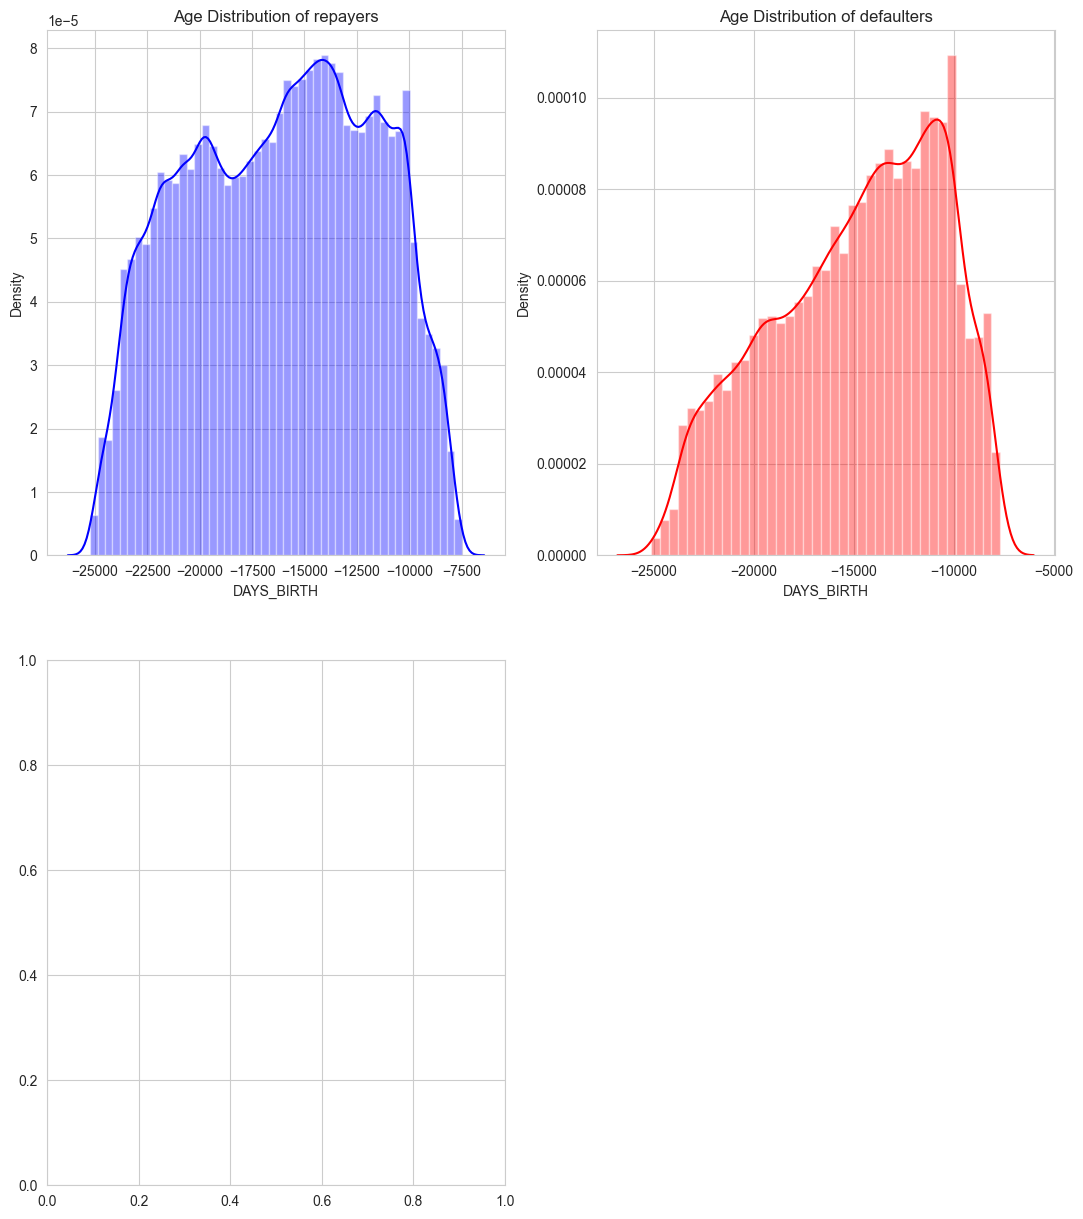 Age Distribution of repayers
1e−5
8
7
6
5
4
3
2
1
0
Density
−25000 −22500 −20000 −17500 −15000 −12500 −10000 −7500
DAYS_BIRTH
Age Distribution of defaulters
0.00010
0.00008
0.00006
0.00004
0.00002
0.00000
Density
−25000 −20000 −15000 −10000 −5000
DAYS_BIRTH
1.0
0.8
0.6
0.4
0.2
0.0
0.0 0.2 0.4 0.6 0.8 1.0